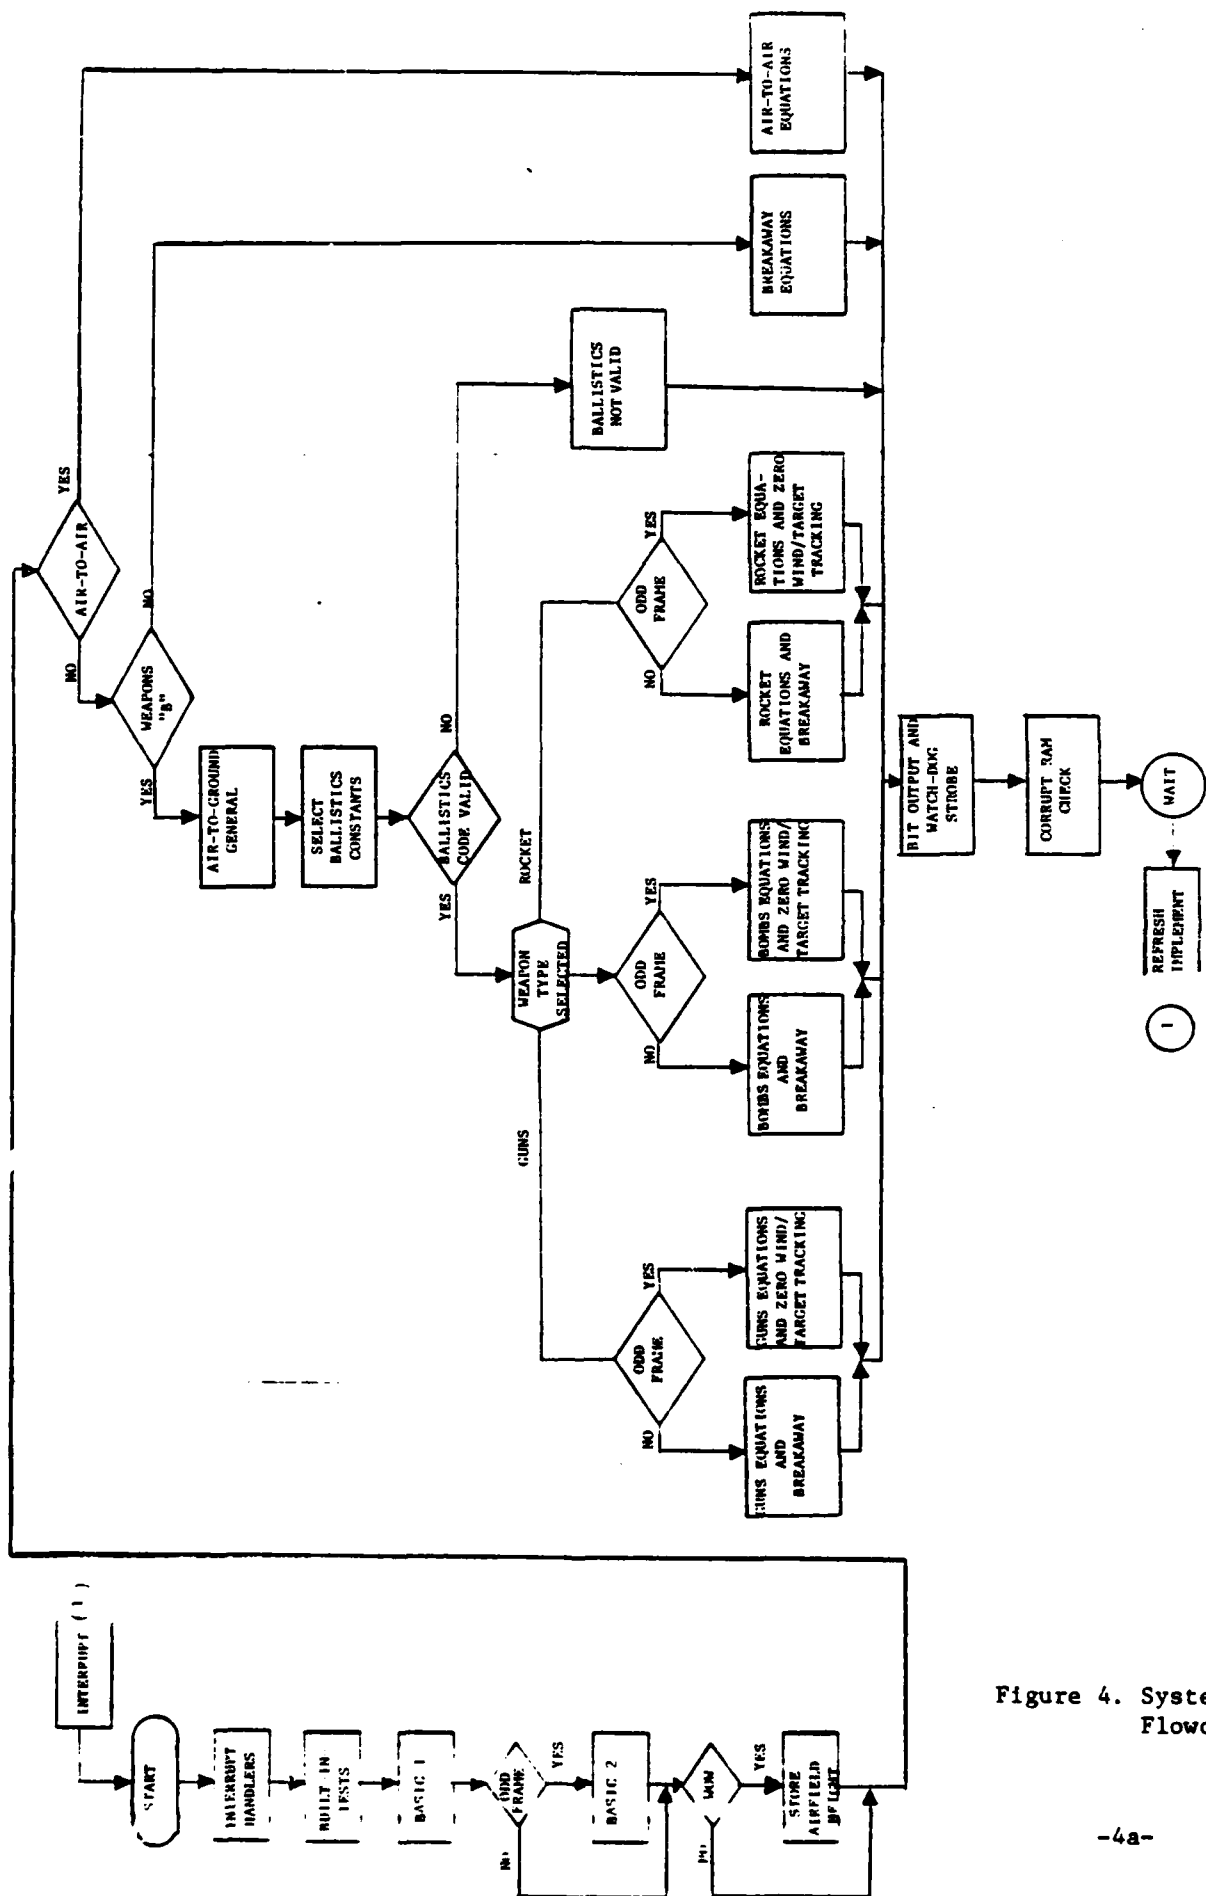 INTERRUPT (1)
START
INTERRUPT
HANDLERS
BUILT-IN
TESTS
BASIC 1
ODD
FRAME
YES
NO
BASIC 2
WOW
YES
NO
STORE
AIRFIELD
HEIGHT
AIR-TO-AIR
YES
NO
WEAPONS
"B"
NO
YES
AIR-TO-GROUND
GENERAL
SELECT
BALLISTICS
CONSTANTS
BALLISTICS
CODE VALID
NO
YES
WEAPON
TYPE
SELECTED
GUNS
ROCKET
ODD
FRAME
NO
YES
ODD
FRAME
NO
YES
ODD
FRAME
NO
YES
GUNS EQUATIONS
AND
BREAKAWAY
GUNS EQUATIONS
AND ZERO WIND/
TARGET TRACKING
BOMBS EQUATIONS
AND
BREAKAWAY
BOMBS EQUATIONS
AND ZERO WIND/
TARGET TRACKING
ROCKET
EQUATIONS AND
BREAKAWAY
ROCKET EQUA-
TIONS AND ZERO
WIND/TARGET
TRACKING
BALLISTICS
NOT VALID
BREAKAWAY
EQUATIONS
AIR-TO-AIR
EQUATIONS
BIT OUTPUT AND
WATCH-DOG
STROBE
CORRUPT RAM
CHECK
WAIT
REFRESH
IMPLEMENT
1
Figure 4. Syste
Flowc
-4a-